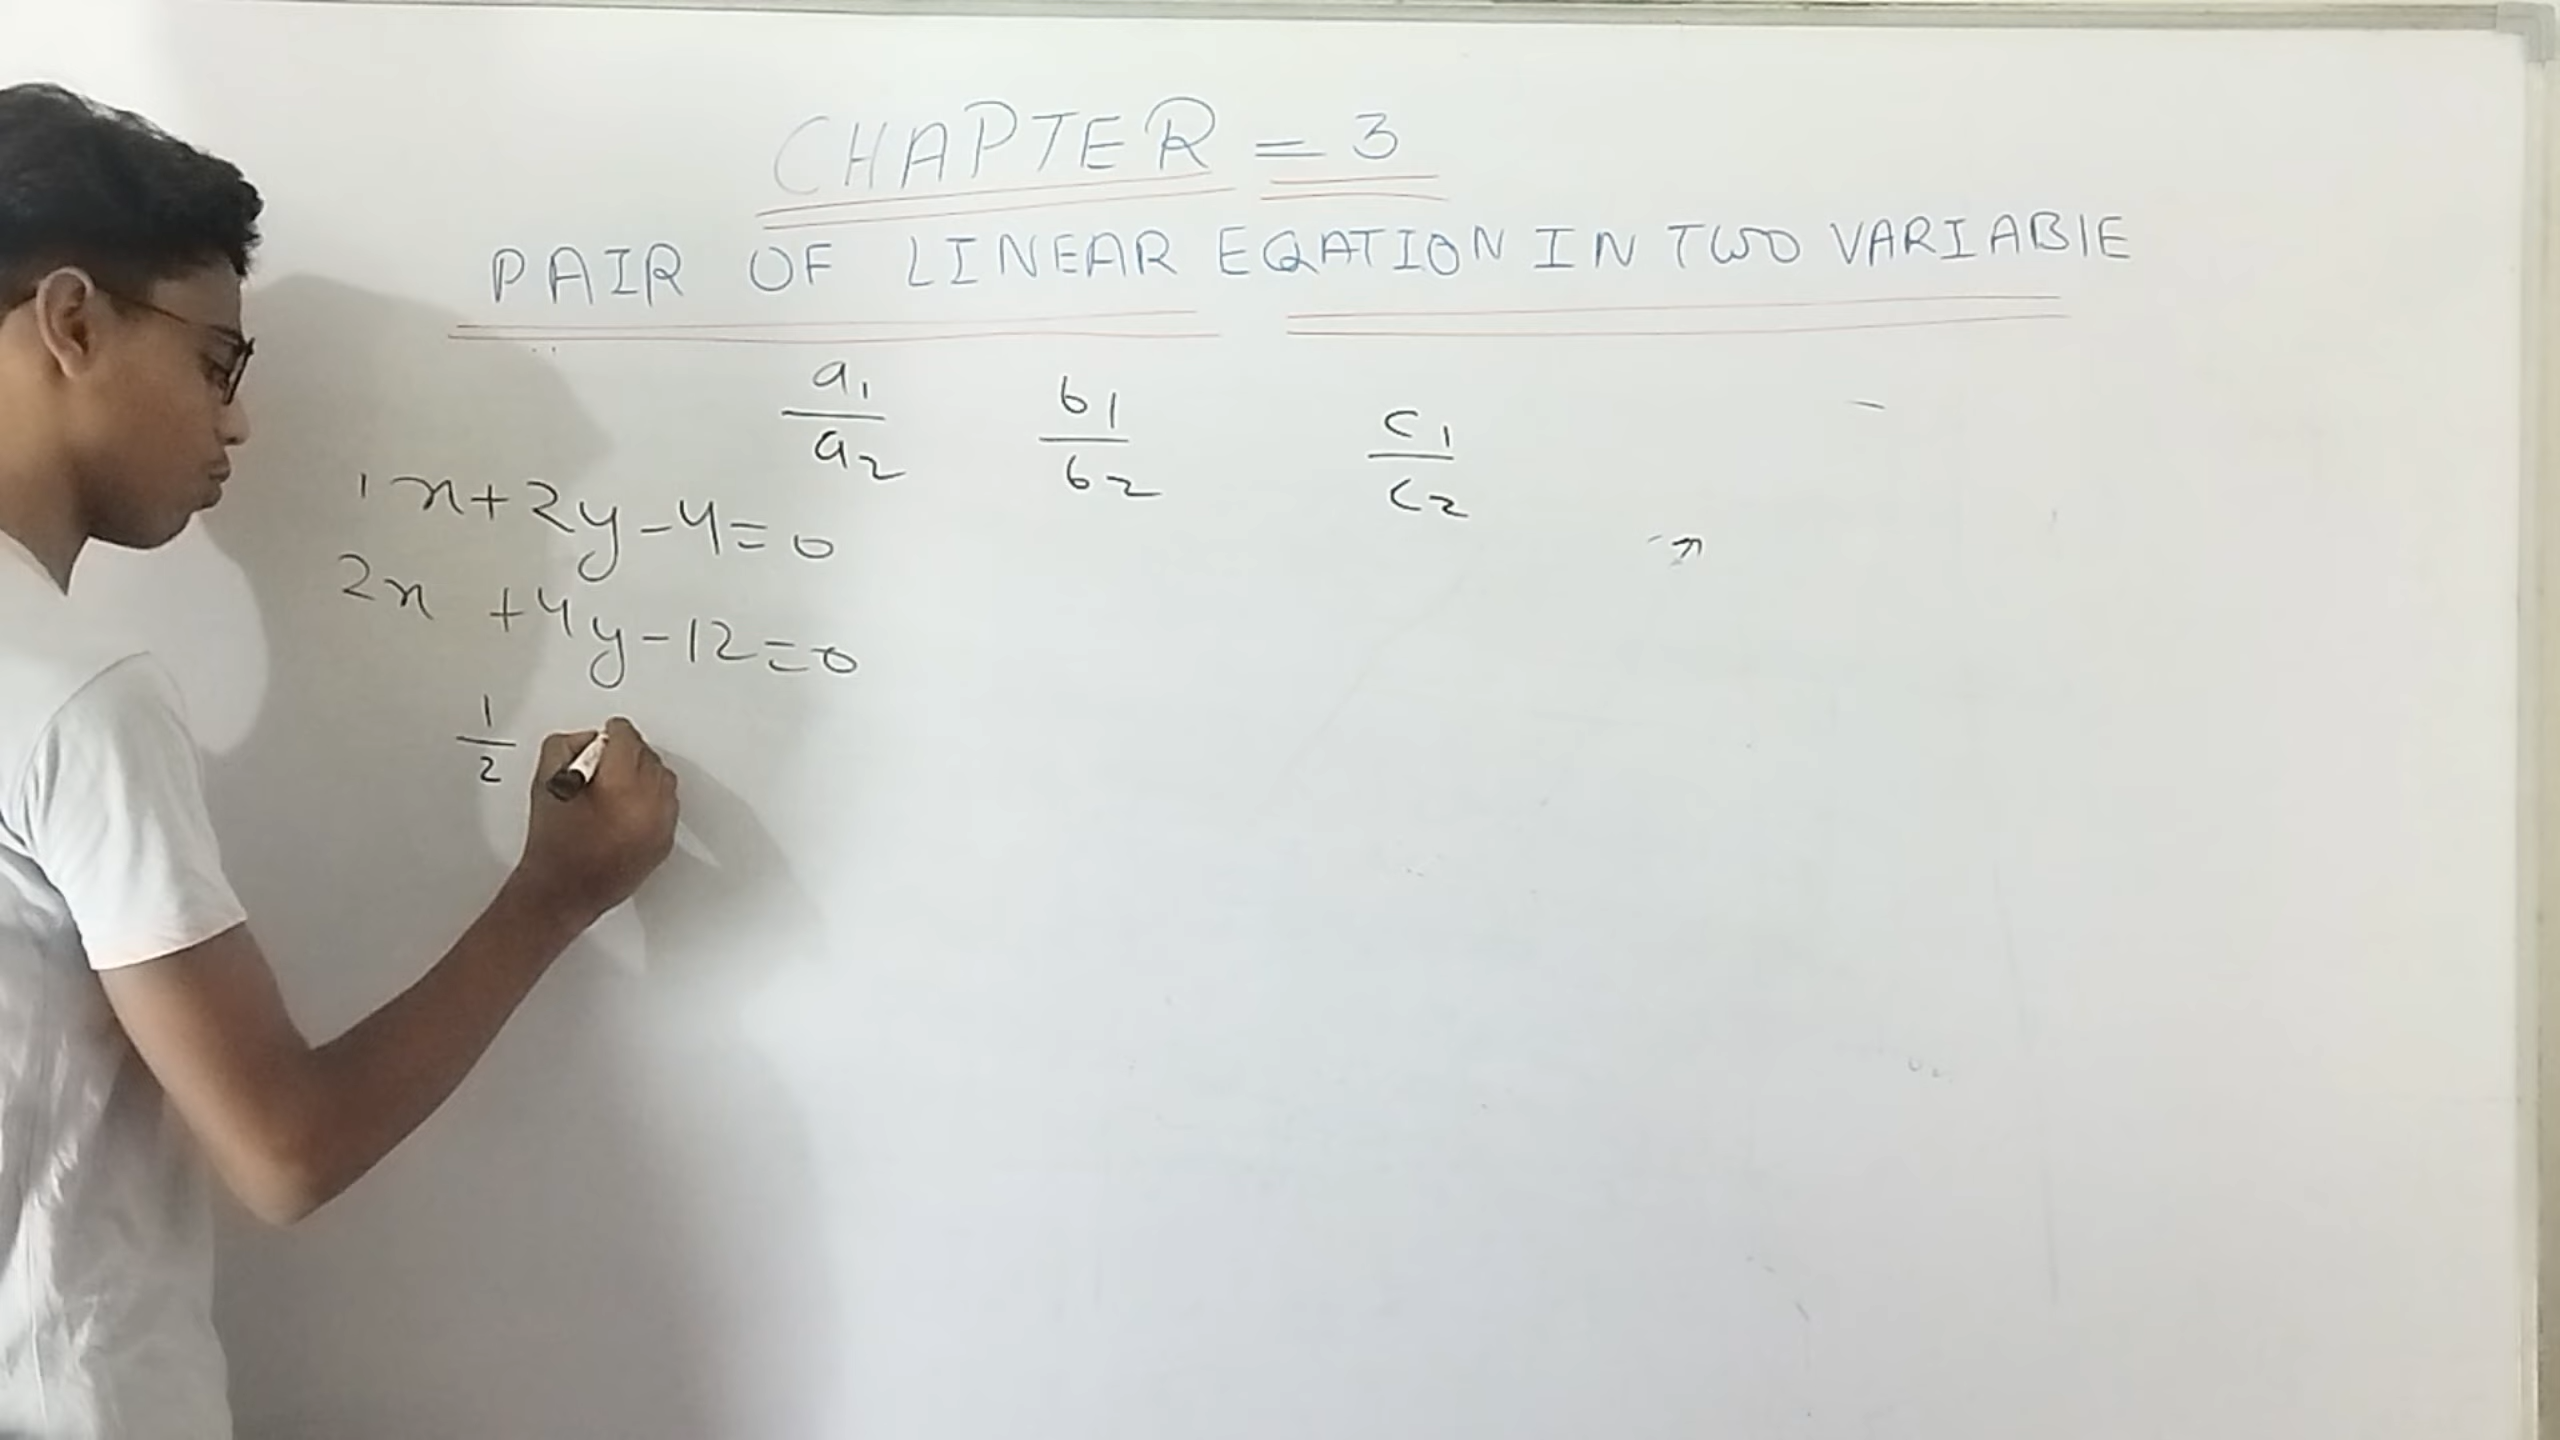 CHAPTER = 3
PAIR OF LINEAR EQATION IN TWO VARIABlE
a1/a2 b1/b2 c1/c2
1x+2y-4=0
2x +4y-12=0
1/2